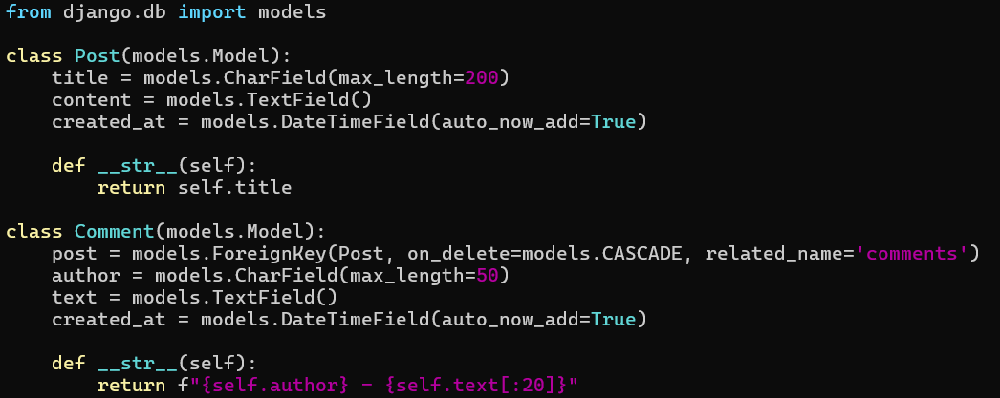 from django.db import models

class Post(models.Model):
    title = models.CharField(max_length=200)
    content = models.TextField()
    created_at = models.DateTimeField(auto_now_add=True)

    def __str__(self):
        return self.title

class Comment(models.Model):
    post = models.ForeignKey(Post, on_delete=models.CASCADE, related_name='comments')
    author = models.CharField(max_length=50)
    text = models.TextField()
    created_at = models.DateTimeField(auto_now_add=True)

    def __str__(self):
        return f"{self.author} - {self.text[:20]}"